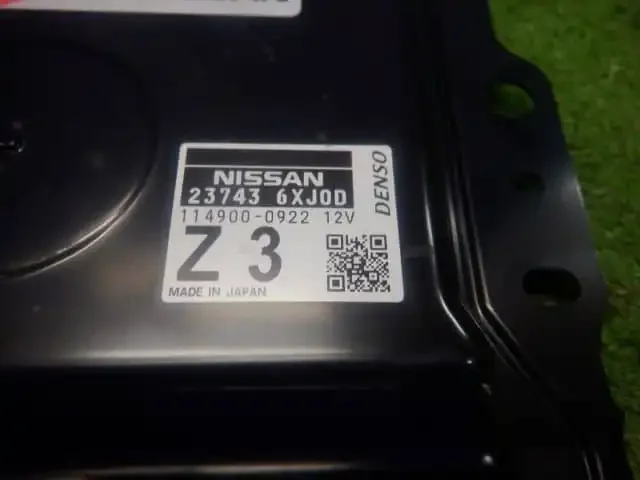 NISSAN
23743 6XJ0D
DENSO
114900-0922 12V
Z 3
MADE IN JAPAN